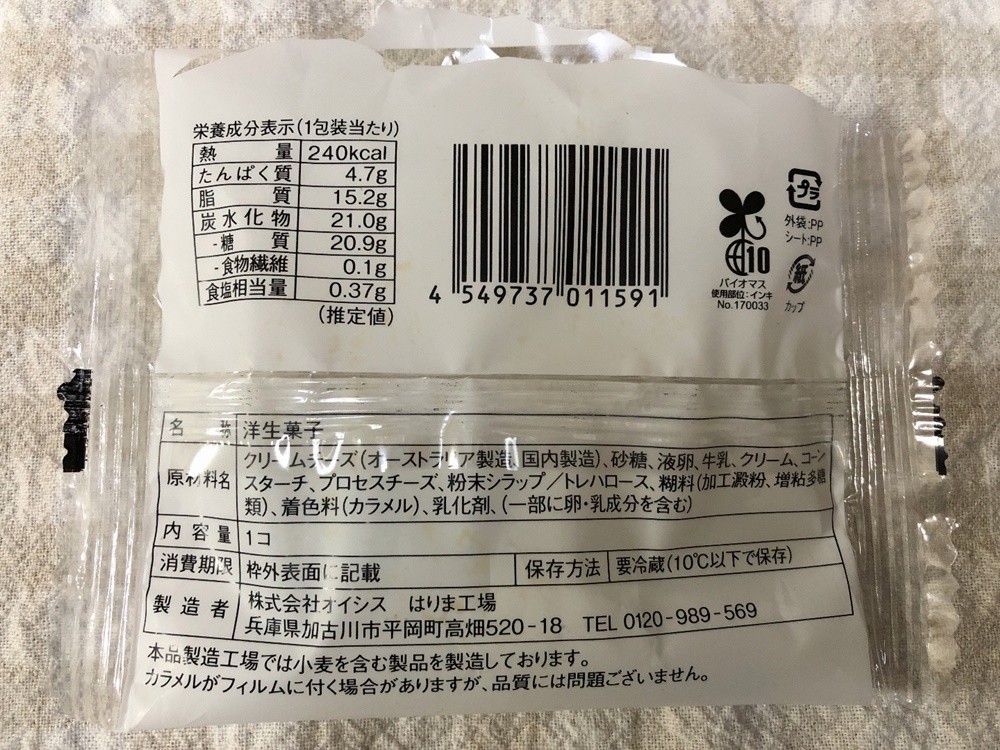 栄養成分表示(1包装当たり)
熱量 240kcal
たんぱく質 4.7g
脂質 15.2g
炭水化物 21.0g
-糖質 20.9g
-食物繊維 0.1g
食塩相当量 0.37g
(推定値)
4 549737 011591
10
バイオマス
使用部位:インキ
No.170033
プラ
外袋:PP
シート:PP
紙
カップ
名称 洋生菓子
原材料名 クリームチーズ(オーストラリア製造、国内製造)、砂糖、液卵、牛乳、クリーム、コーン
スターチ、プロセスチーズ、粉末シラップ/トレハロース、糊料(加工澱粉、増粘多糖
類)、着色料(カラメル)、乳化剤、(一部に卵・乳成分を含む)
内容量 1コ
消費期限 枠外表面に記載 保存方法 要冷蔵(10℃以下で保存)
製造者 株式会社オイシス はりま工場
兵庫県加古川市平岡町高畑520-18 TEL 0120-989-569
本品製造工場では小麦を含む製品を製造しております。
カラメルがフィルムに付く場合がありますが、品質には問題ございません。